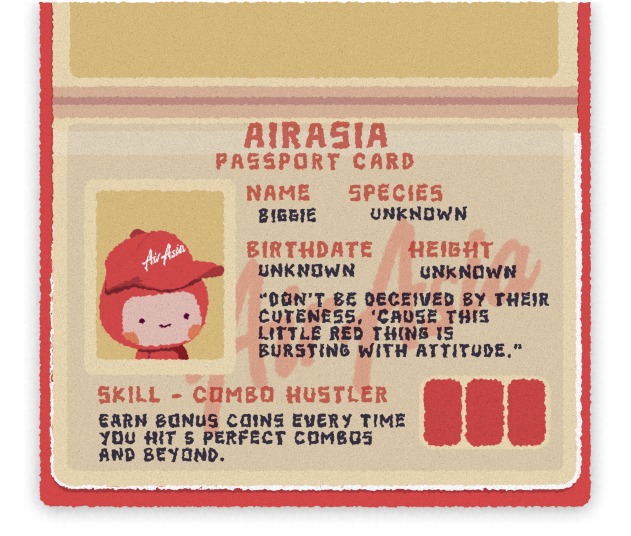 AIRASIA
PASSPORT CARD
NAME SPECIES
BIGGIE UNKNOWN
BIRTHDATE HEIGHT
UNKNOWN UNKNOWN
"DON'T BE DECEIVED BY THEIR
CUTENESS, 'CAUSE THIS
LITTLE RED THING IS
BURSTING WITH ATTITUDE."
AirAsia
AirAsia
SKILL - COMBO HUSTLER
EARN BONUS COINS EVERY TIME
YOU HIT 5 PERFECT COMBOS
AND BEYOND.